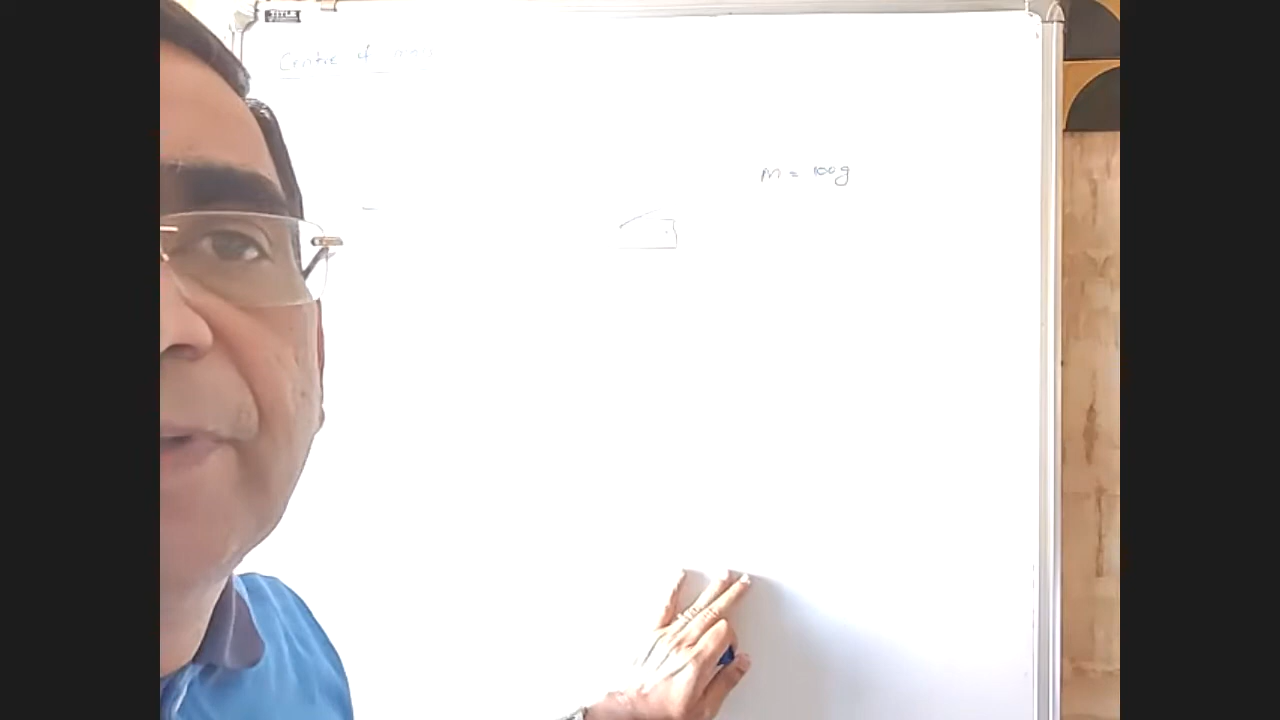 Centre of mass
M = 100g